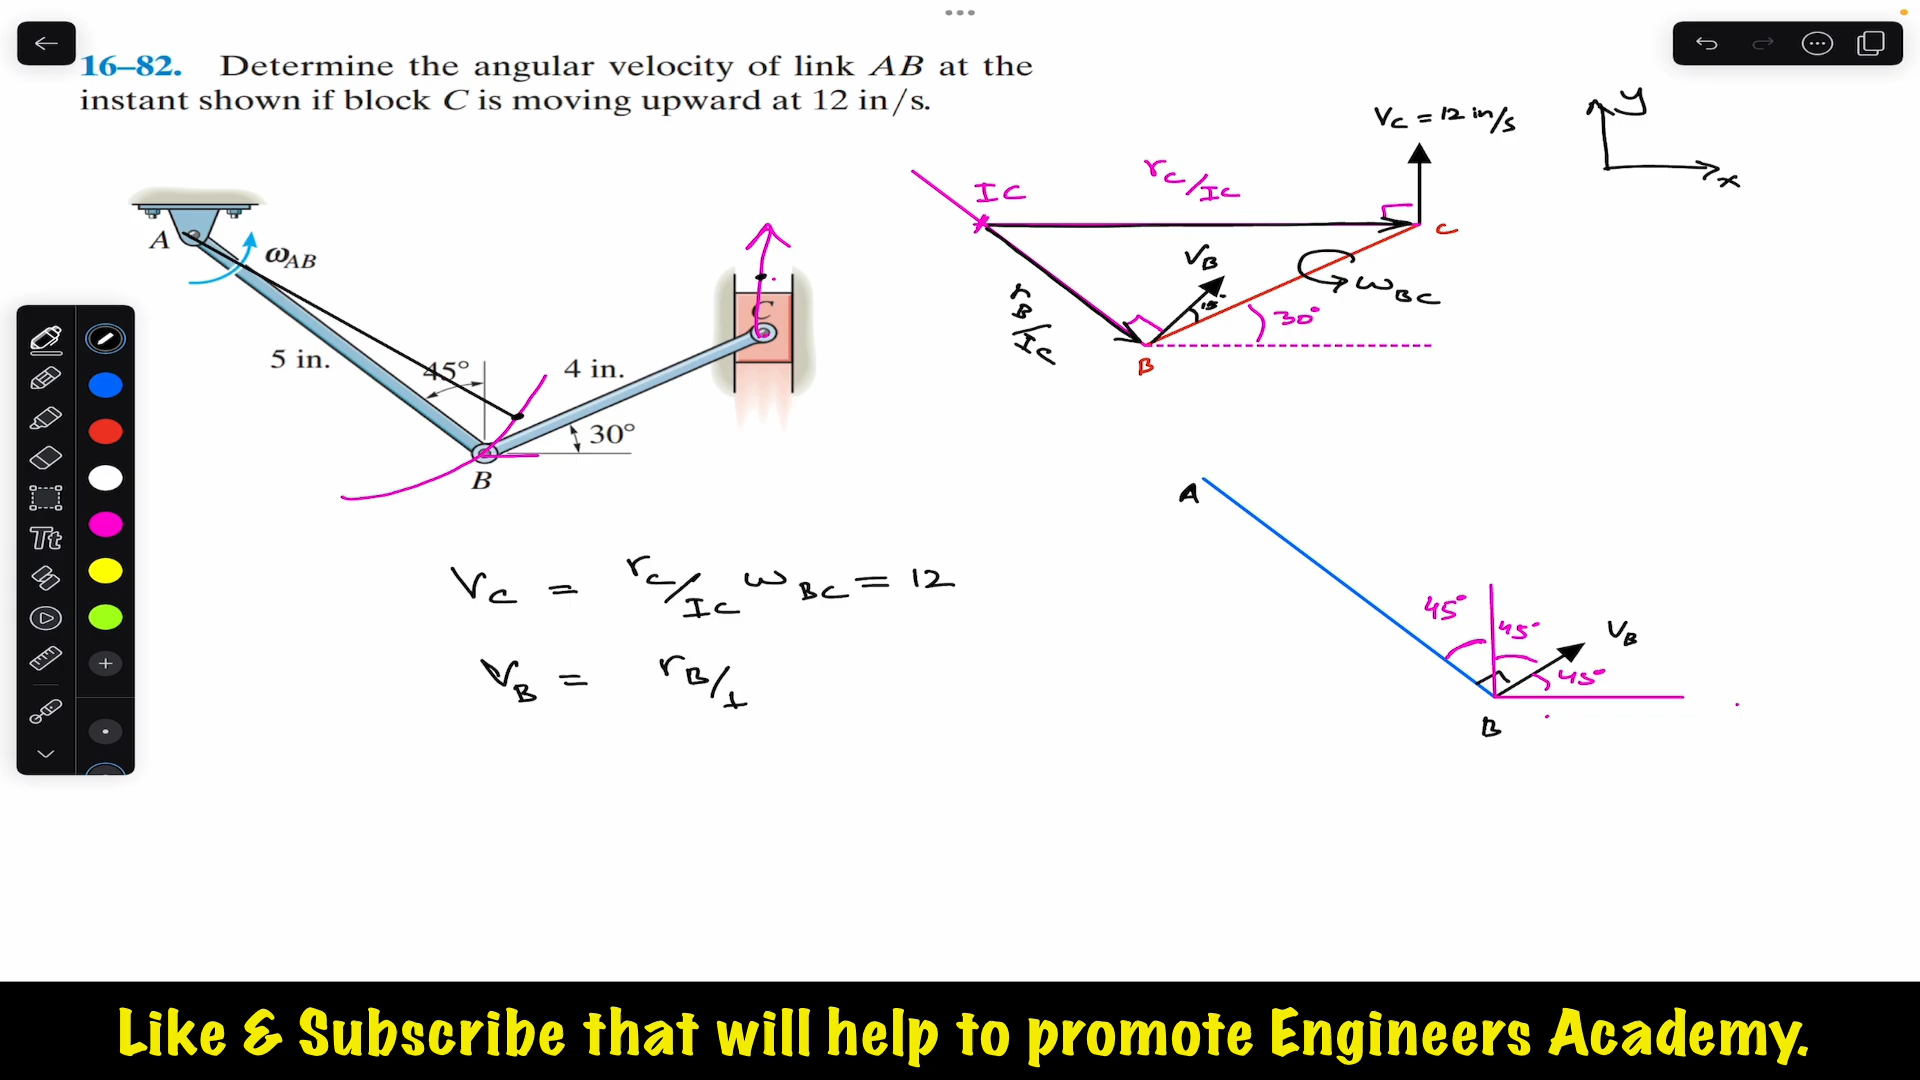 16–82. Determine the angular velocity of link AB at the
instant shown if block C is moving upward at 12 in/s.
A
ωAB
5 in.
45°
4 in.
C
30°
B
IC
rC/IC
VC = 12 in/s
y
x
C
VB
15°
ωBC
rB/IC
30°
B
VC = rC/IC ωBC = 12
VB = rB/I
A
45°
45°
VB
45°
B
Tt
Like & Subscribe that will help to promote Engineers Academy.